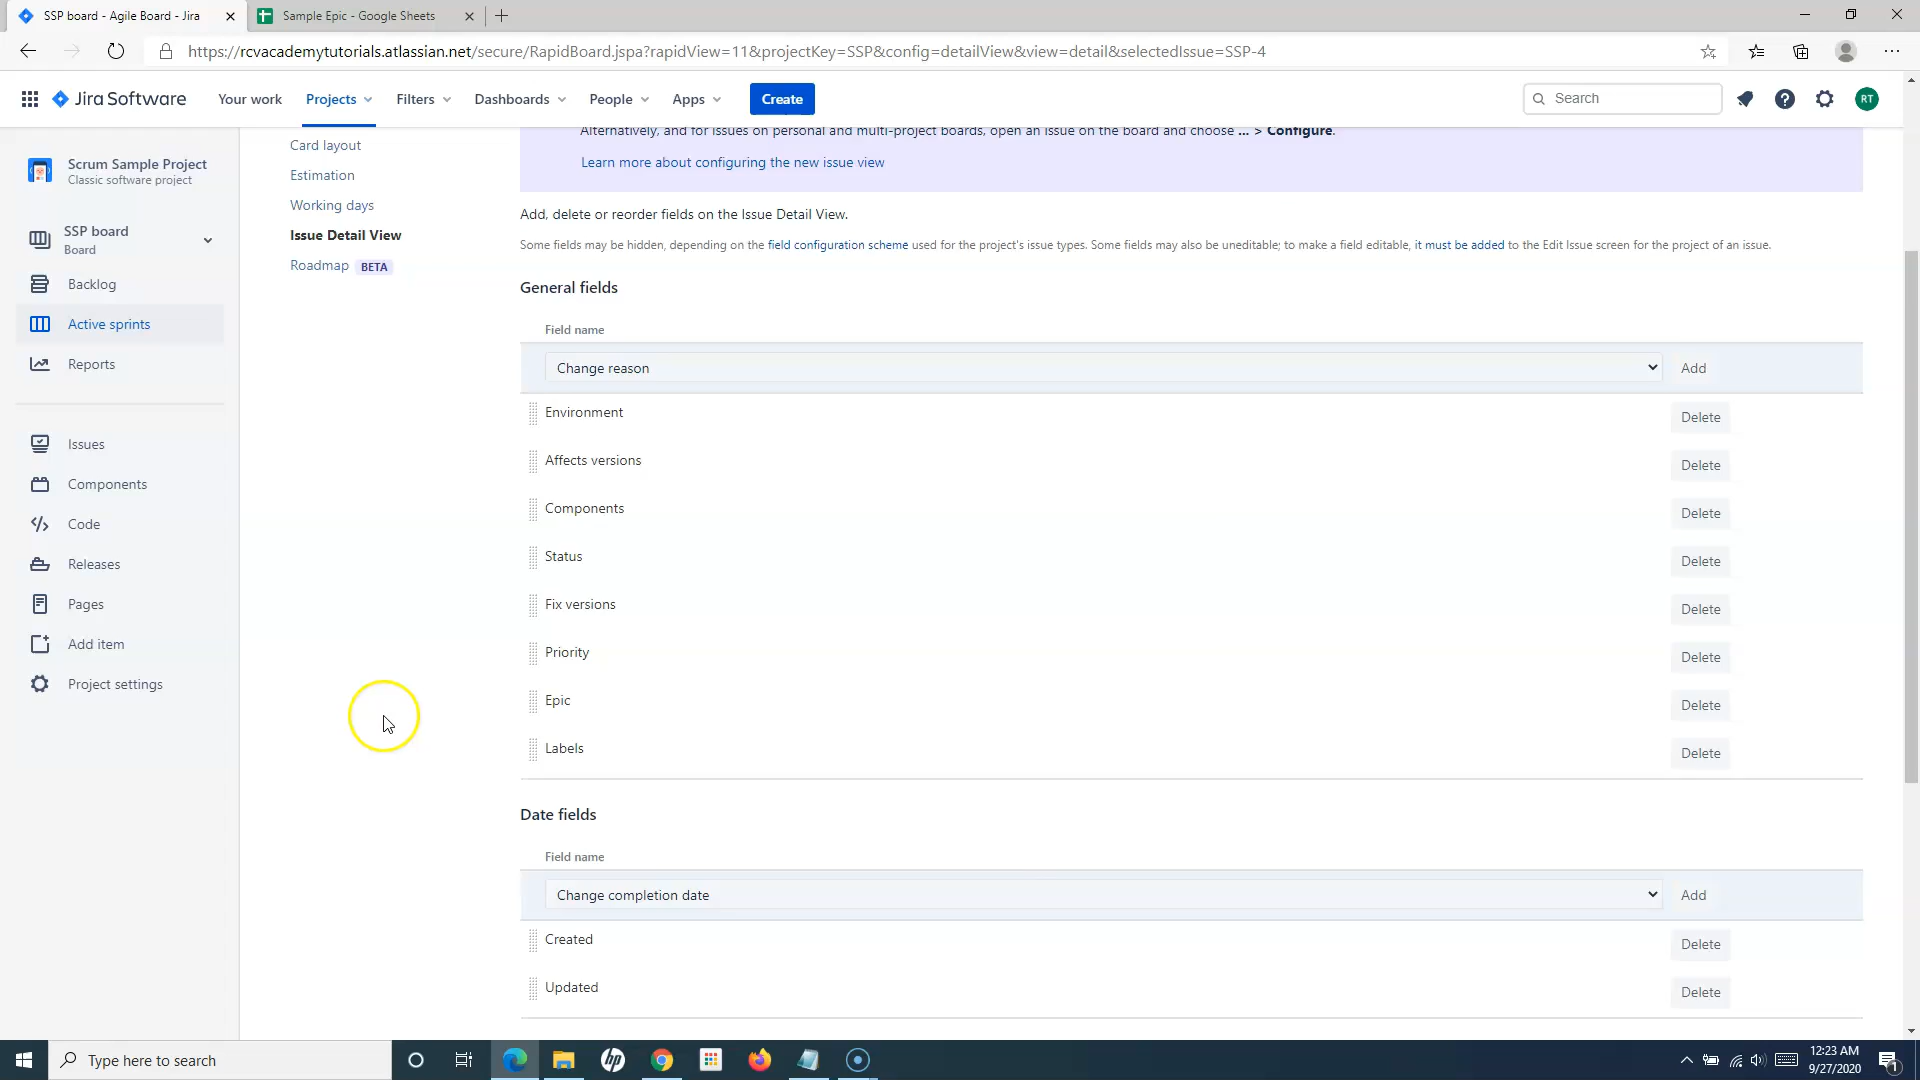 SSP board - Agile Board - Jira
Sample Epic - Google Sheets
https://rcvacademytutorials.atlassian.net/secure/RapidBoard.jspa?rapidView=11&projectKey=SSP&config=detailView&view=detail&selectedIssue=SSP-4
Jira Software
Your work
Projects
Filters
Dashboards
People
Apps
Create
Search
RT
Scrum Sample Project
Classic software project
SSP board
Board
Backlog
Active sprints
Reports
Issues
Components
Code
Releases
Pages
Add item
Project settings
Card layout
Estimation
Working days
Issue Detail View
Roadmap BETA
Alternatively, and for issues on personal and multi-project boards, open an issue on the board and choose ... > Configure.
Learn more about configuring the new issue view
Add, delete or reorder fields on the Issue Detail View.
Some fields may be hidden, depending on the field configuration scheme used for the project's issue types. Some fields may also be uneditable; to make a field editable, it must be added to the Edit Issue screen for the project of an issue.
General fields
Field name
Change reason Add
Environment Delete
Affects versions Delete
Components Delete
Status Delete
Fix versions Delete
Priority Delete
Epic Delete
Labels Delete
Date fields
Field name
Change completion date Add
Created Delete
Updated Delete
Type here to search
hp
12:23 AM
9/27/2020
1